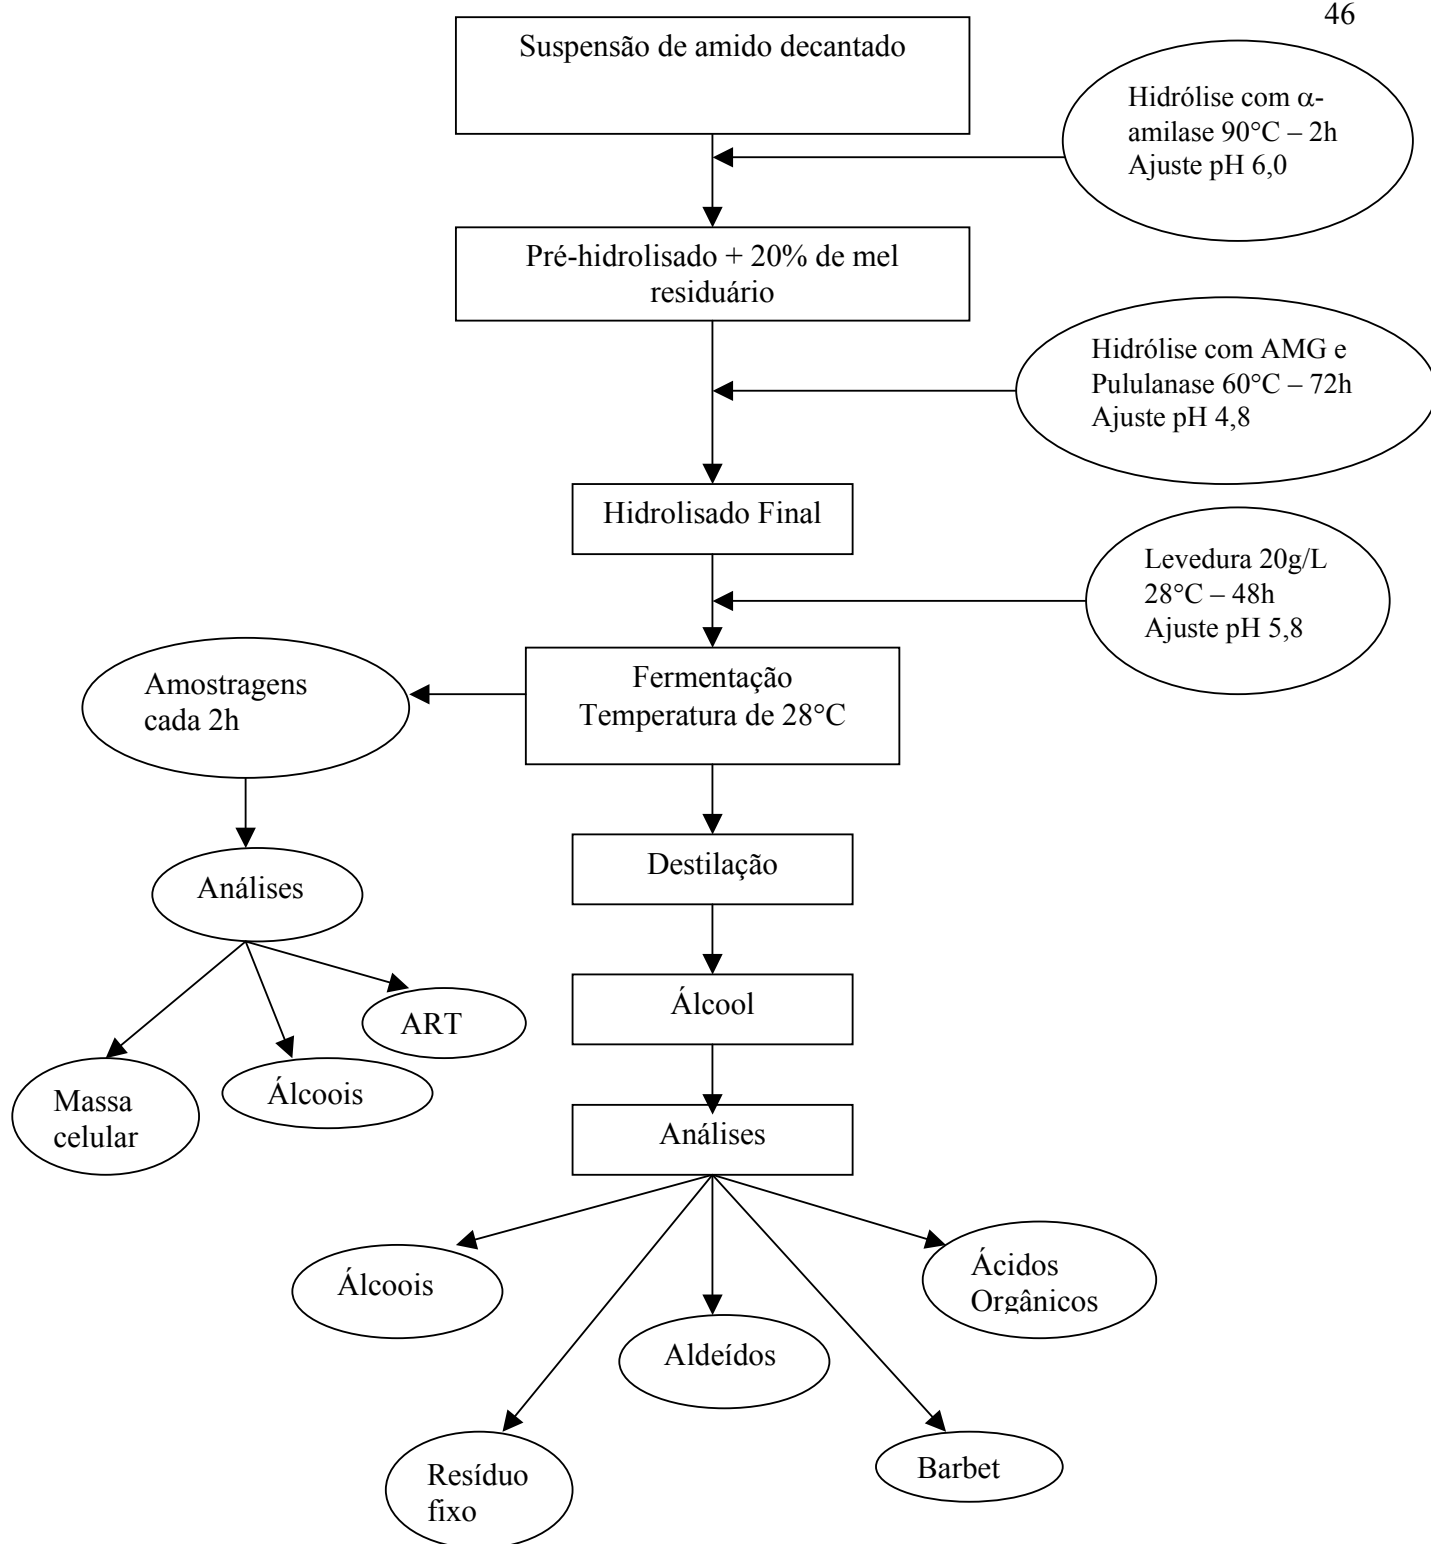 46
Suspensão de amido decantado
Hidrólise com α-
amilase 90°C – 2h
Ajuste pH 6,0
Pré-hidrolisado + 20% de mel
residuário
Hidrólise com AMG e
Pululanase 60°C – 72h
Ajuste pH 4,8
Hidrolisado Final
Levedura 20g/L
28°C – 48h
Ajuste pH 5,8
Fermentação
Temperatura de 28°C
Amostragens
cada 2h
Destilação
Análises
Álcool
ART
Massa
celular
Álcoois
Análises
Álcoois
Ácidos
Orgânicos
Aldeídos
Resíduo
fixo
Barbet